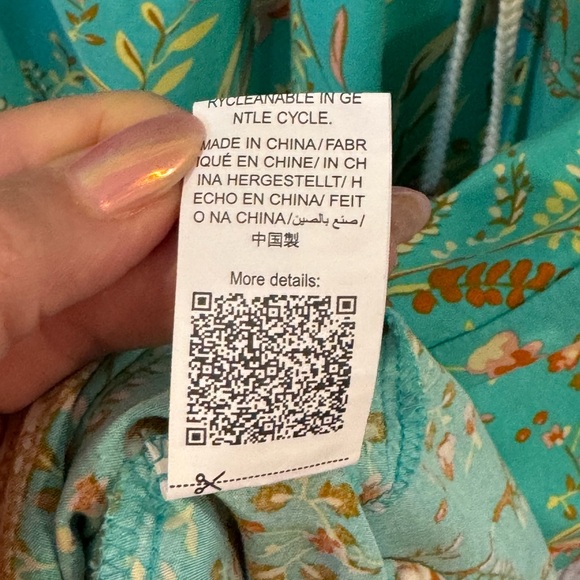 RYCLEANABLE IN GE
NTLE CYCLE.
MADE IN CHINA/FABR
IQUÉ EN CHINE/IN CH
INA HERGESTELLT/ H
ECHO EN CHINA/ FEIT
O NA CHINA/صنع بالصين/
中国製
More details: